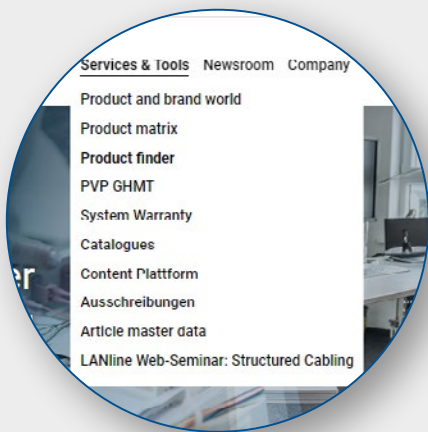 Services & Tools Newsroom Company
Product and brand world
Product matrix
Product finder
PVP GHMT
System Warranty
Catalogues
Content Plattform
Ausschreibungen
Article master data
LANline Web-Seminar: Structured Cabling